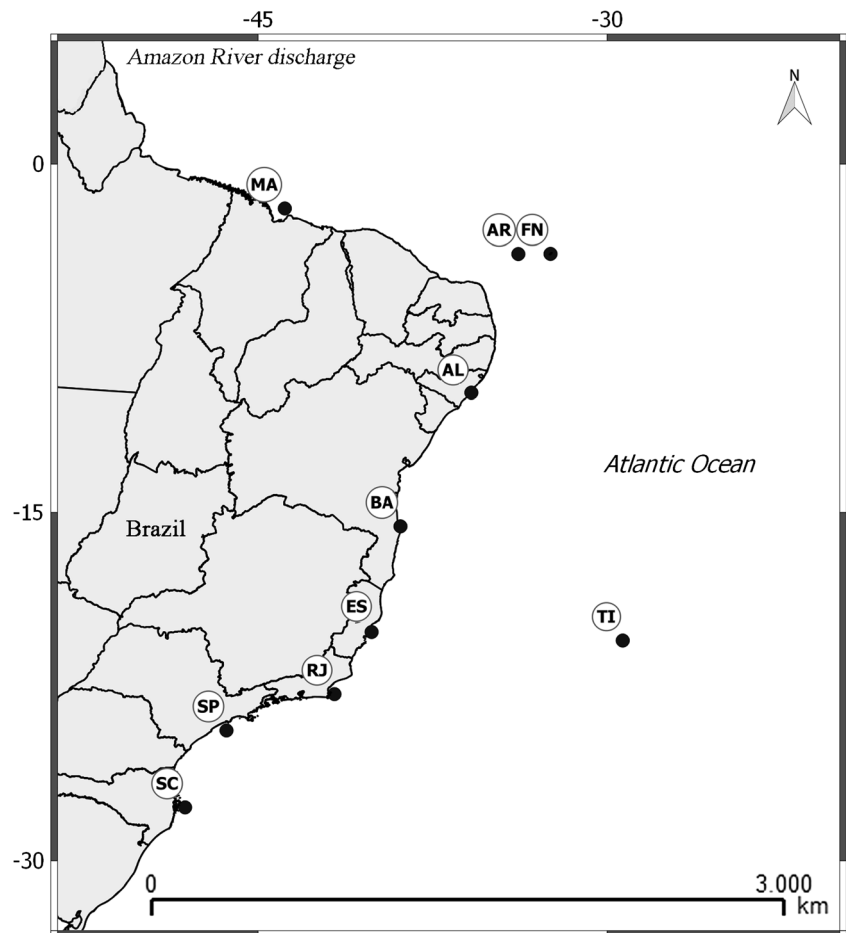 -45 -30
Amazon River discharge
N
0
MA
AR FN
AL
Atlantic Ocean
-15
BA
Brazil
ES
TI
RJ
SP
SC
-30
0 3.000
km